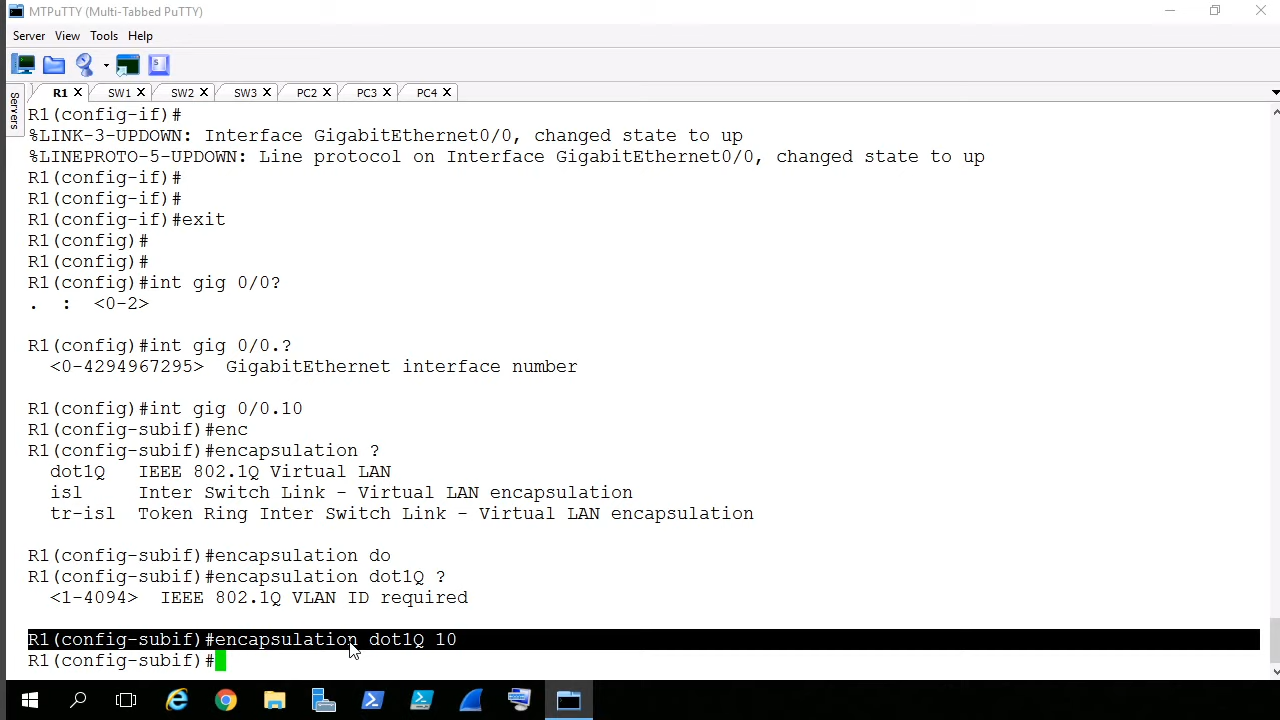 MTPuTTY (Multi-Tabbed PuTTY)
Server View Tools Help
Servers
R1 SW1 SW2 SW3 PC2 PC3 PC4
R1(config-if)#
%LINK-3-UPDOWN: Interface GigabitEthernet0/0, changed state to up
%LINEPROTO-5-UPDOWN: Line protocol on Interface GigabitEthernet0/0, changed state to up
R1(config-if)#
R1(config-if)#
R1(config-if)#exit
R1(config)#
R1(config)#
R1(config)#int gig 0/0?
.  :  <0-2>
R1(config)#int gig 0/0.?
<0-4294967295>  GigabitEthernet interface number
R1(config)#int gig 0/0.10
R1(config-subif)#enc
R1(config-subif)#encapsulation ?
dot1Q   IEEE 802.1Q Virtual LAN
isl     Inter Switch Link - Virtual LAN encapsulation
tr-isl  Token Ring Inter Switch Link - Virtual LAN encapsulation
R1(config-subif)#encapsulation do
R1(config-subif)#encapsulation dot1Q ?
<1-4094>  IEEE 802.1Q VLAN ID required
R1(config-subif)#encapsulation dot1Q 10
R1(config-subif)#